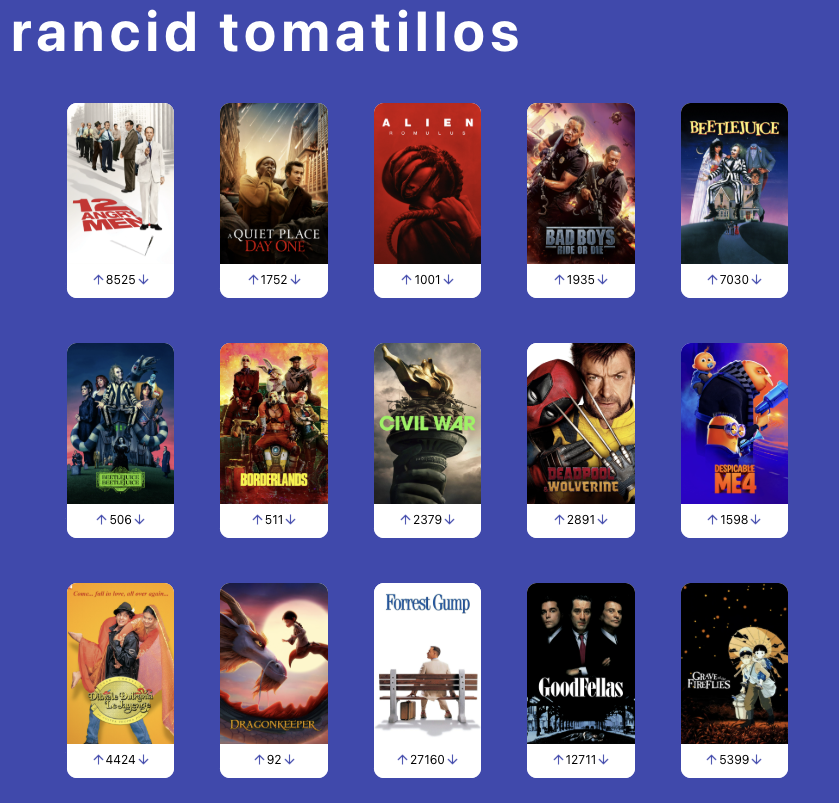 rancid tomatillos
12
ANGRY
MEN
↑ 8525 ↓
A QUIET PLACE
DAY ONE
↑ 1752 ↓
ALIEN
ROMULUS
↑ 1001 ↓
BAD BOYS
RIDE OR DIE
↑ 1935 ↓
BEETLEJUICE
↑ 7030 ↓
BEETLEJUICE
BEETLEJUICE
↑ 506 ↓
BORDERLANDS
↑ 511 ↓
CIVIL WAR
↑ 2379 ↓
DEADPOOL
& WOLVERINE
↑ 2891 ↓
DESPICABLE
ME4
↑ 1598 ↓
Come... fall in love, all over again...
Dilwale Dulhania
Le Jayenge
↑ 4424 ↓
DRAGONKEEPER
↑ 92 ↓
Forrest Gump
↑ 27160 ↓
GoodFellas
↑ 12711 ↓
GRAVE of the
FIREFLIES
↑ 5399 ↓